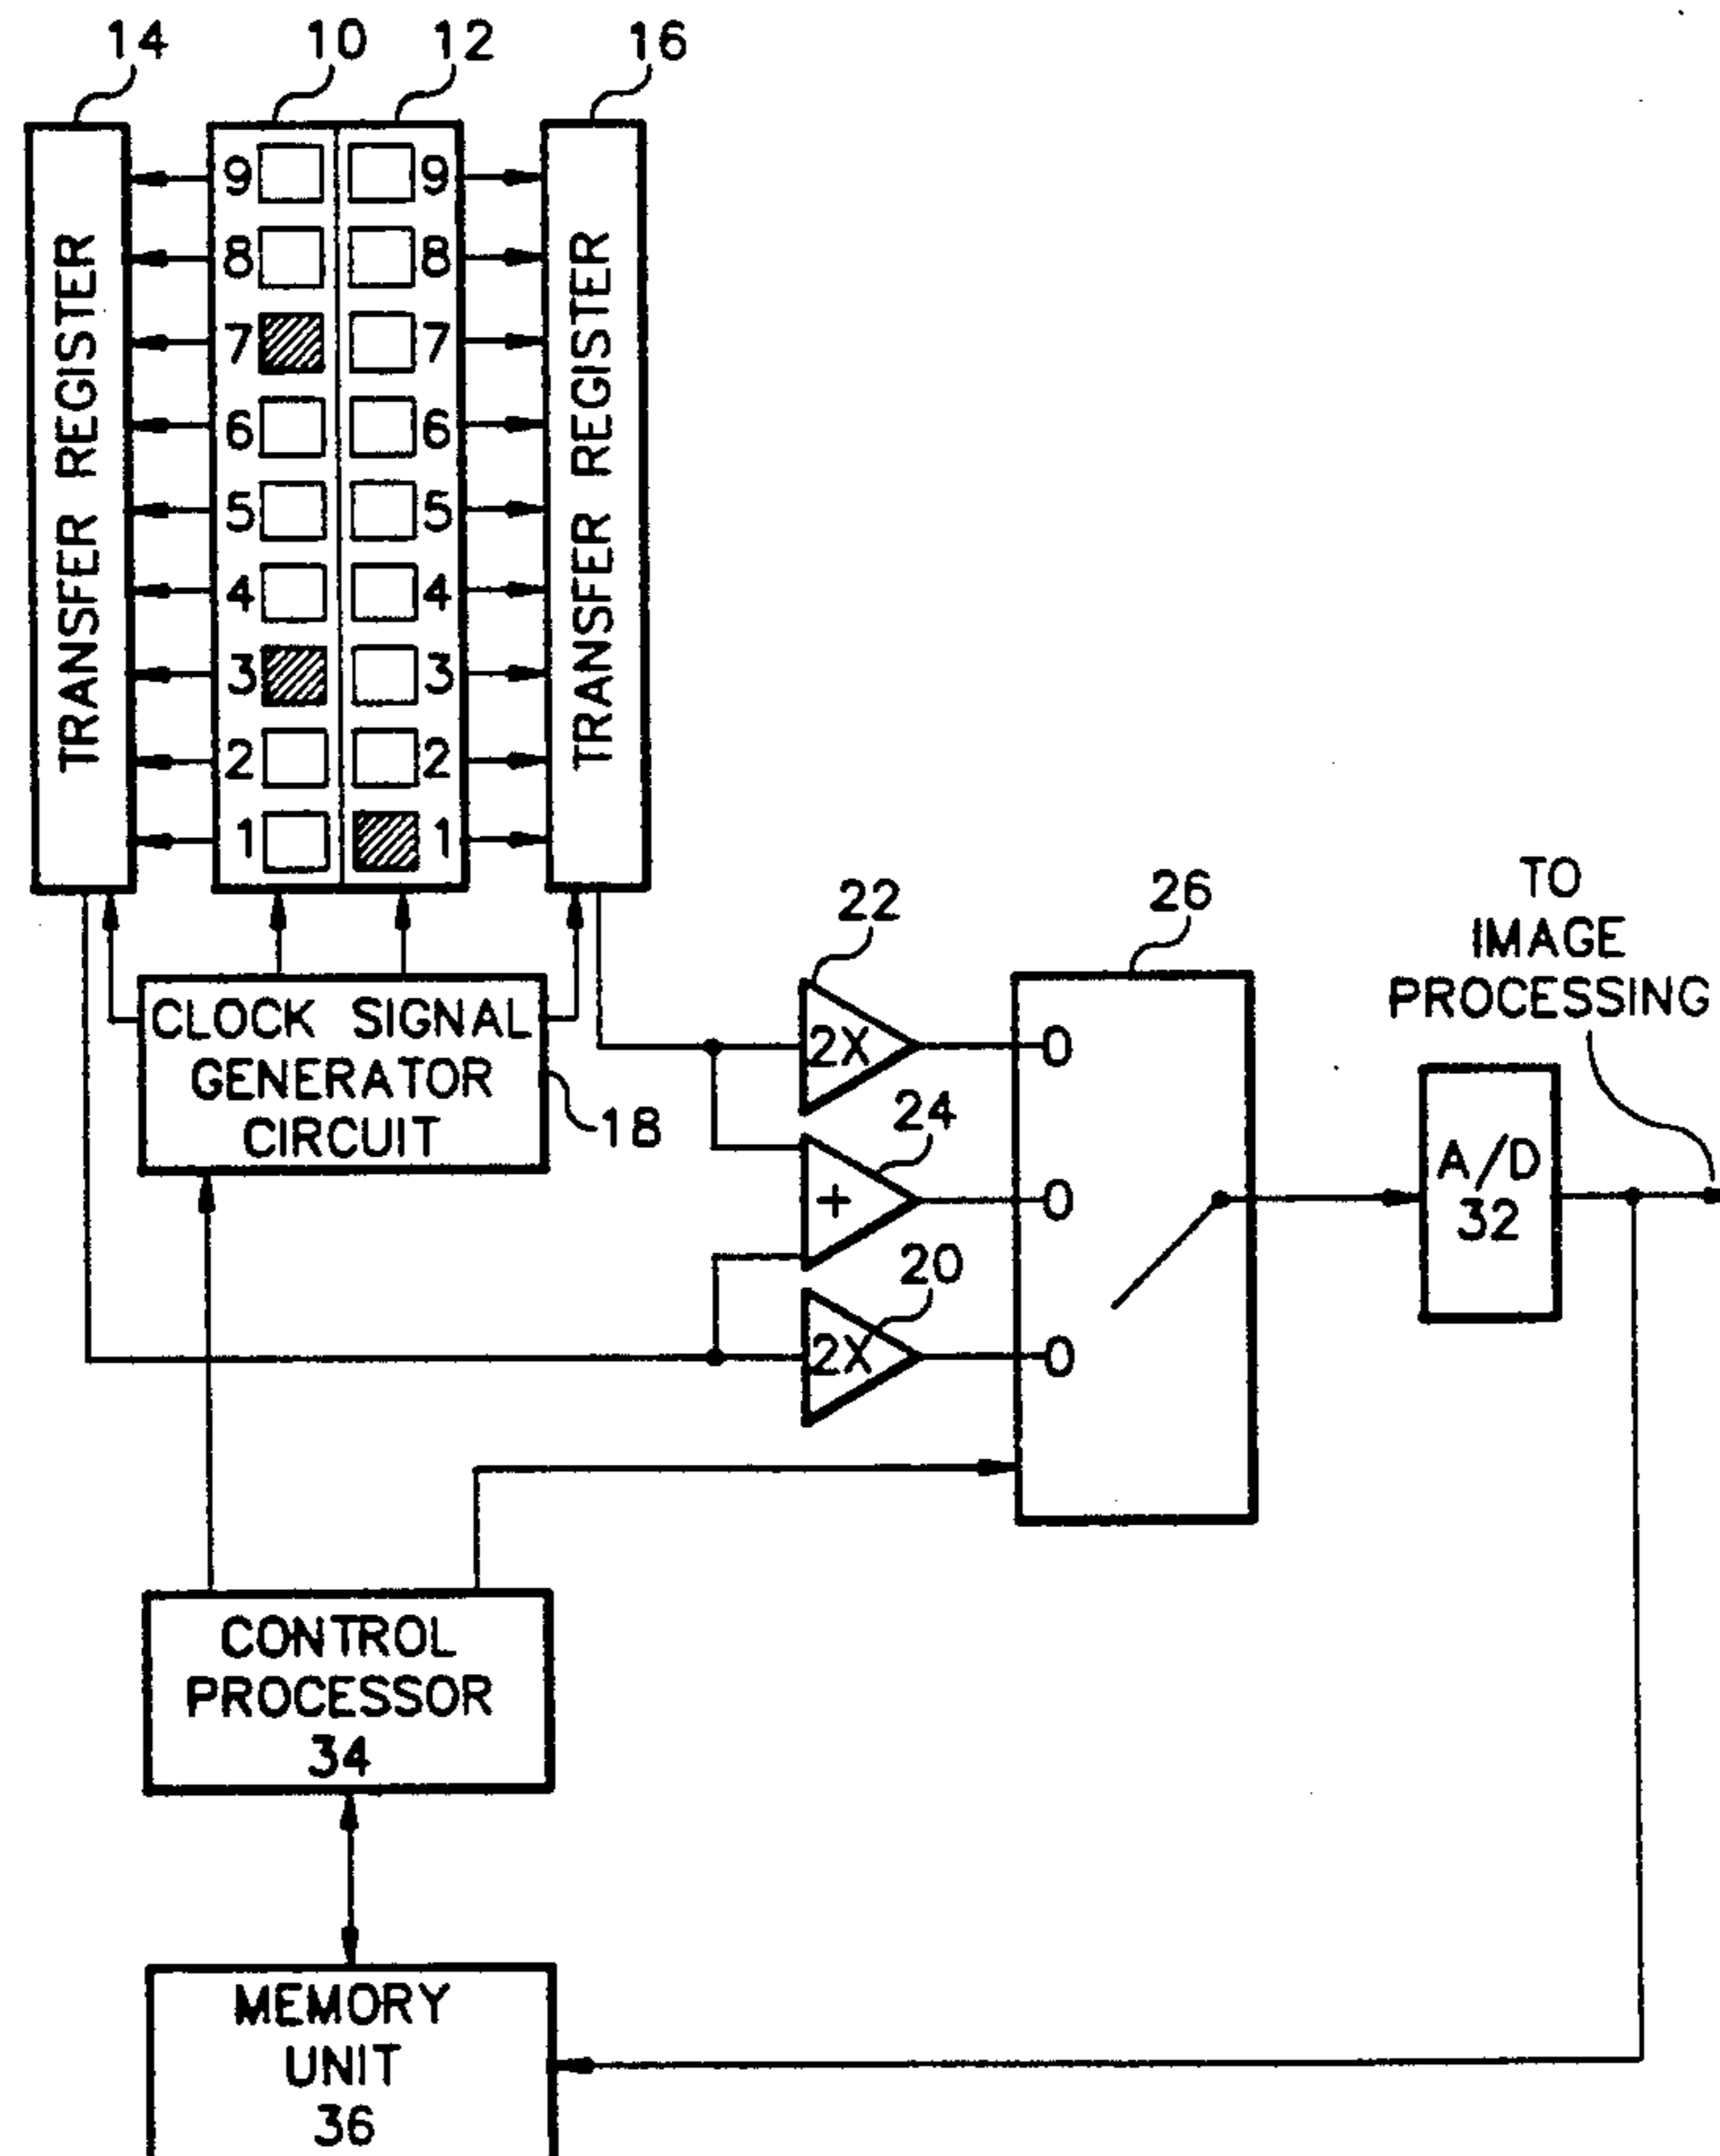 14 10 12 16
9 9
8 8
7 7
6 6
5 5
4 4
3 3
2 2
1 1
TRANSFER REGISTER
TRANSFER REGISTER
CLOCK SIGNAL
GENERATOR
CIRCUIT
18
22
2X
24
+
20
2X
26
0
0
0
TO
IMAGE
PROCESSING
A/D
32
CONTROL
PROCESSOR
34
MEMORY
UNIT
36